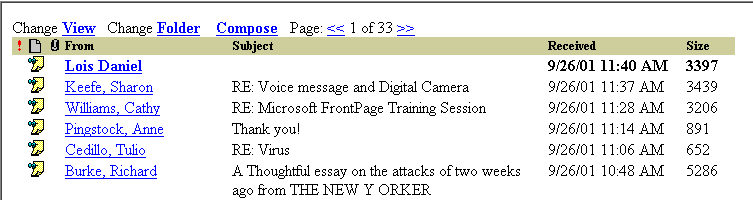 Change View Change Folder Compose Page: << 1 of 33 >>
! From Subject Received Size
Lois Daniel 9/26/01 11:40 AM 3397
Keefe, Sharon RE: Voice message and Digital Camera 9/26/01 11:37 AM 3439
Williams, Cathy RE: Microsoft FrontPage Training Session 9/26/01 11:28 AM 3206
Pingstock, Anne Thank you! 9/26/01 11:14 AM 891
Cedillo, Tulio RE: Virus 9/26/01 11:06 AM 652
Burke, Richard A Thoughtful essay on the attacks of two weeks 9/26/01 10:48 AM 5286
ago from THE NEW Y ORKER